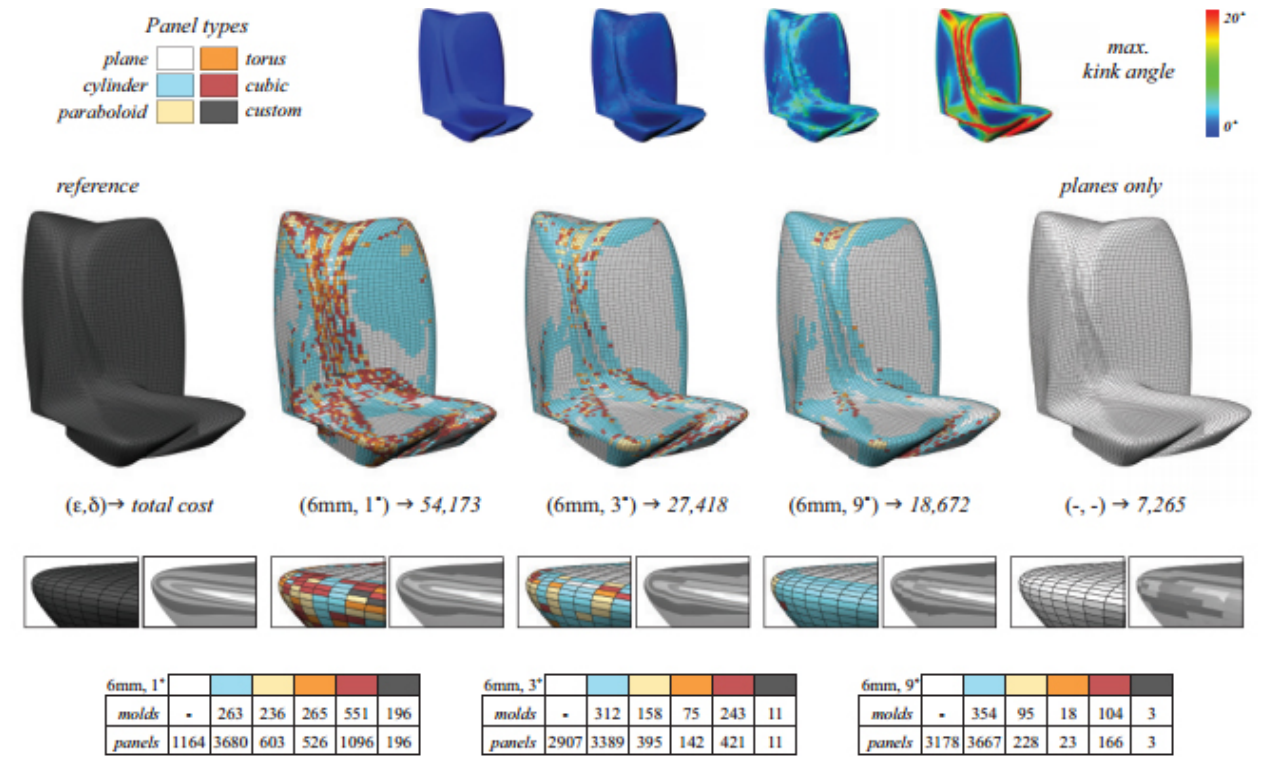 Panel types
plane torus
cylinder cubic
paraboloid custom
max.
kink angle
20°
0°
reference
planes only
(ε,δ)→ total cost
(6mm, 1°) → 54,173
(6mm, 3°) → 27,418
(6mm, 9°) → 18,672
(-, -) → 7,265
6mm, 1°
molds - 263 236 265 551 196
panels 1164 3680 603 526 1096 196
6mm, 3°
molds - 312 158 75 243 11
panels 2907 3389 395 142 421 11
6mm, 9°
molds - 354 95 18 104 3
panels 3178 3667 228 23 166 3